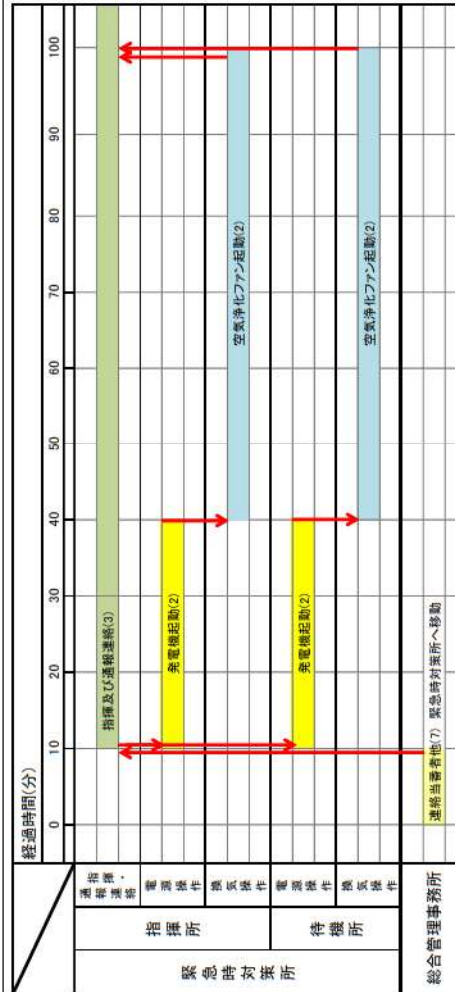 経過時間(分)
0 10 20 30 40 50 60 70 80 90 100
緊急時対策所
指揮所
通報連絡
指揮・
指揮及び通報連絡(3)
電源操作
発電機起動(2)
換気操作
空気浄化ファン起動(2)
待機所
電源操作
発電機起動(2)
換気操作
空気浄化ファン起動(2)
総合管理事務所
連絡当番者他(7) 緊急時対策所へ移動